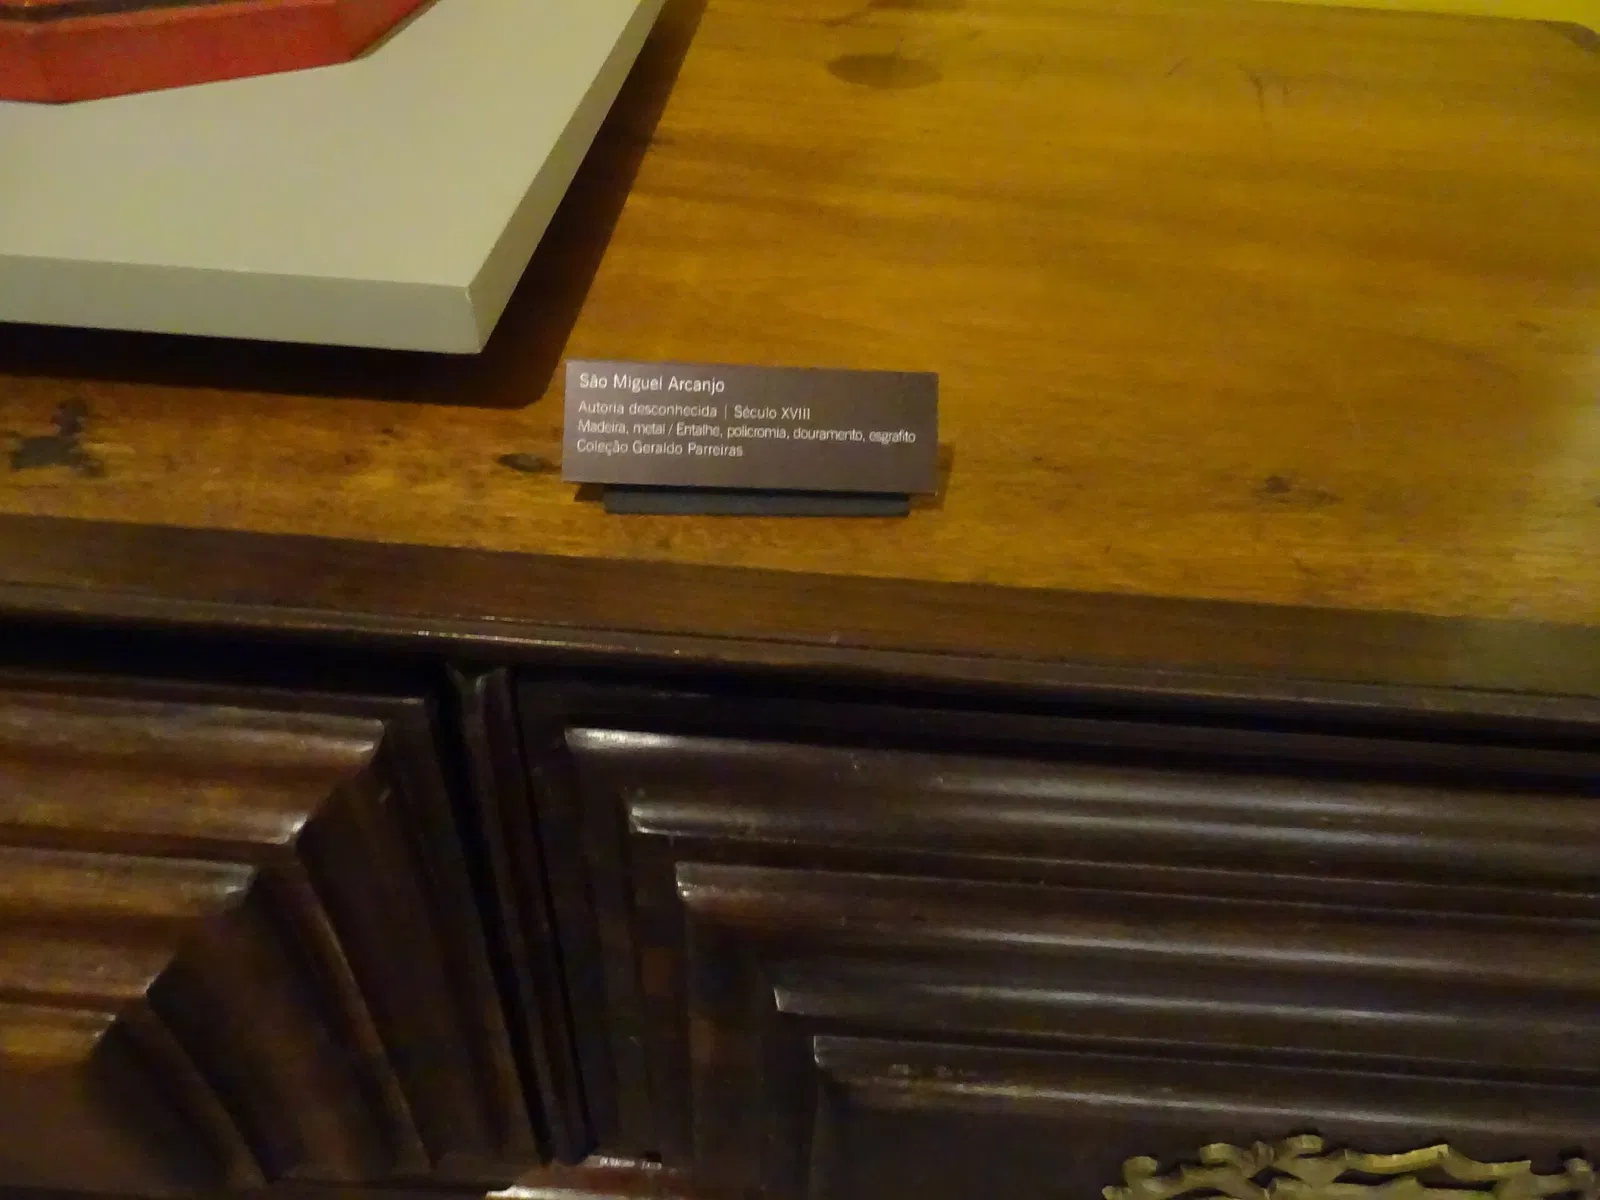 São Miguel Arcanjo
Autoria desconhecida | Século XVIII
Madeira, metal / Entalhe, policromia, douramento, esgrafito
Coleção Geraldo Parreiras